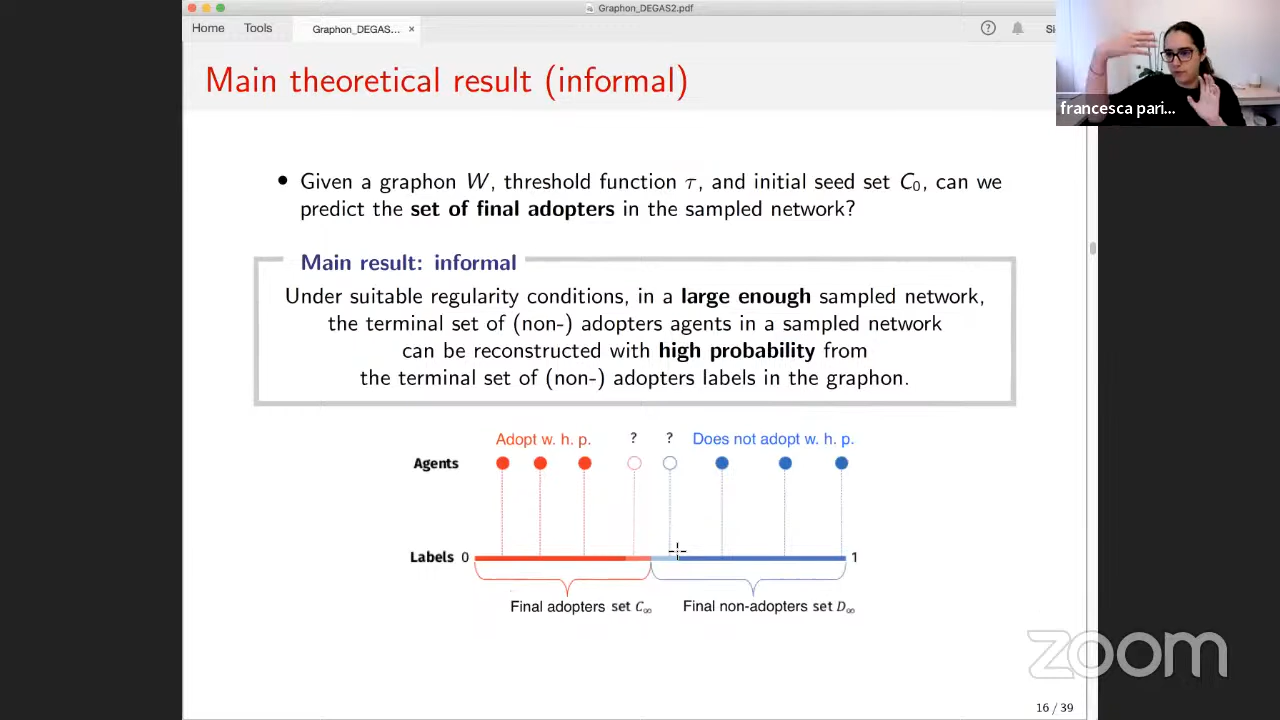 Graphon_DEGAS2.pdf
Home Tools Graphon_DEGAS... ×
Main theoretical result (informal)
francesca pari...
• Given a graphon W, threshold function τ, and initial seed set C₀, can we
predict the set of final adopters in the sampled network?
Main result: informal
Under suitable regularity conditions, in a large enough sampled network,
the terminal set of (non-) adopters agents in a sampled network
can be reconstructed with high probability from
the terminal set of (non-) adopters labels in the graphon.
Adopt w. h. p. ? ? Does not adopt w. h. p.
Agents
Labels 0 1
Final adopters set C∞ Final non-adopters set D∞
zoom
16 / 39